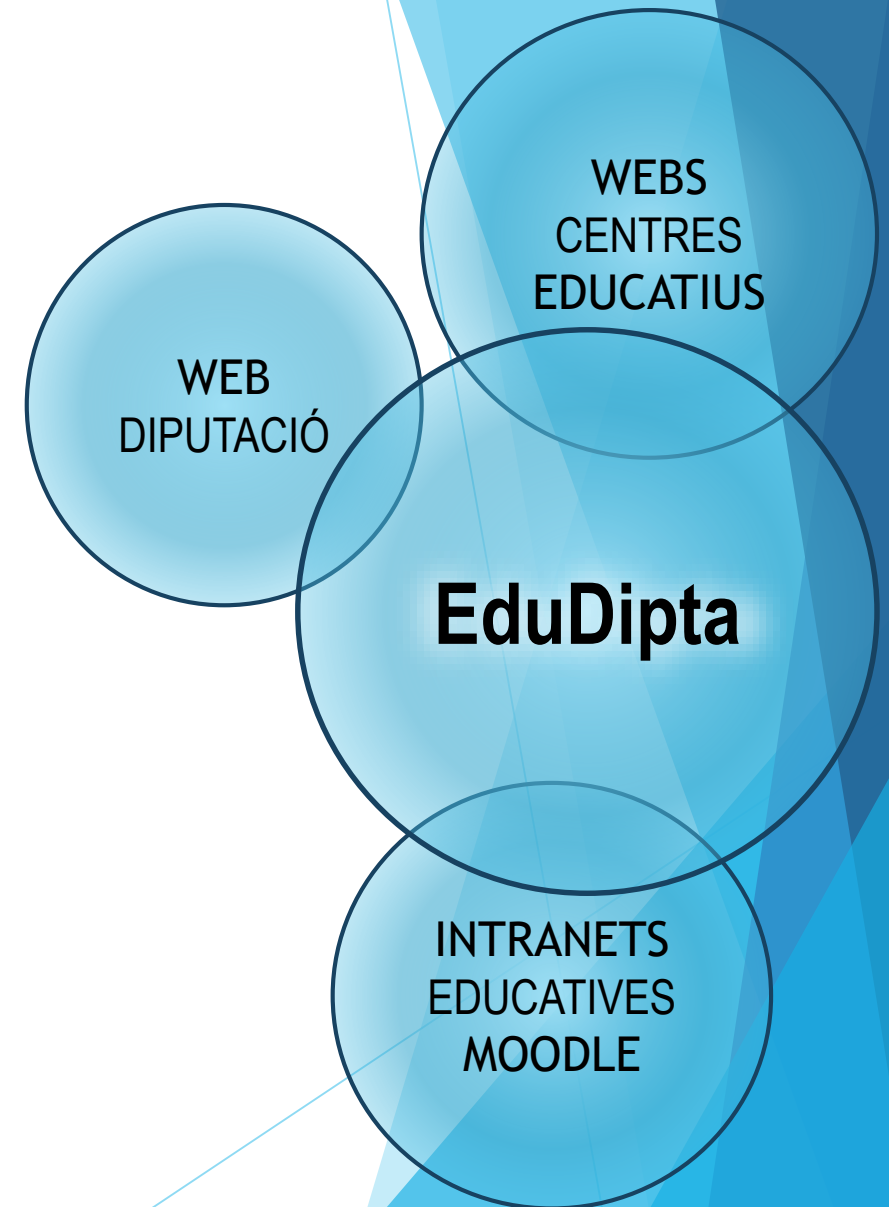 WEBS
CENTRES
EDUCATIUS
WEB
DIPUTACIÓ
EduDipta
INTRANETS
EDUCATIVES
MOODLE